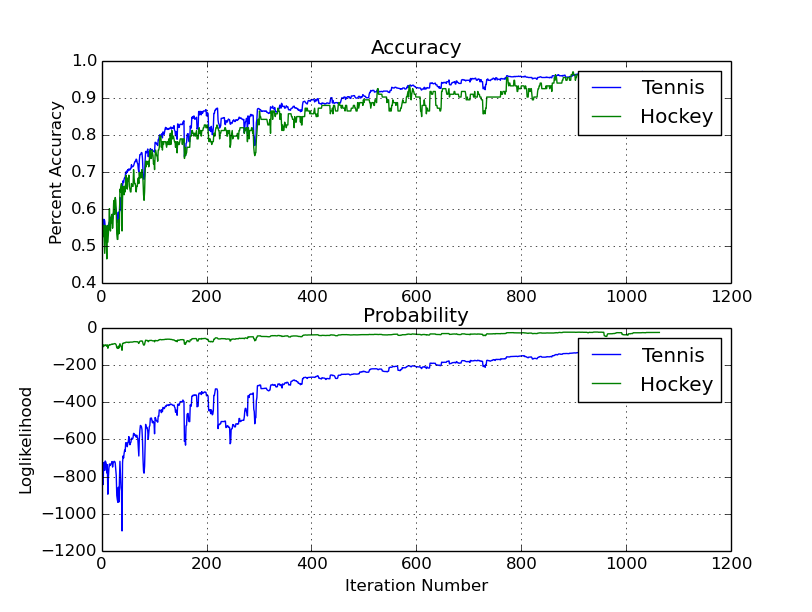 Accuracy
Percent Accuracy
1.0
0.9
0.8
0.7
0.6
0.5
0.4
0 200 400 600 800 1000 1200
Tennis
Hockey
Probability
Loglikelihood
0
−200
−400
−600
−800
−1000
−1200
0 200 400 600 800 1000 1200
Tennis
Hockey
Iteration Number